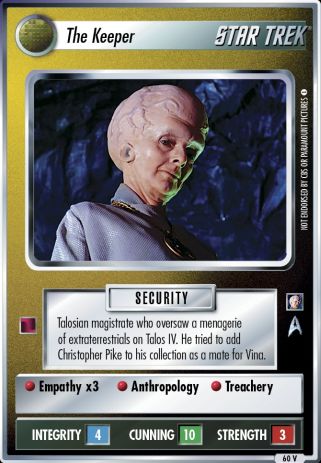 The Keeper
STAR TREK
NOT ENDORSED BY CBS OR PARAMOUNT PICTURES
SECURITY
Talosian magistrate who oversaw a menagerie
of extraterrestrials on Talos IV. He tried to add
Christopher Pike to his collection as a mate for Vina.
Empathy x3 Anthropology Treachery
INTEGRITY 4 CUNNING 10 STRENGTH 3
60 V